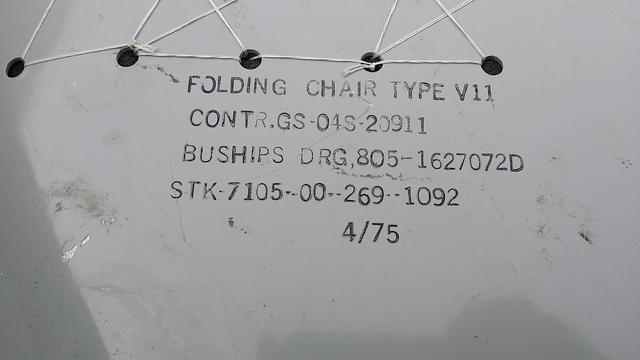 FOLDING CHAIR TYPE V11
CONTR.GS-04S-20911
BUSHIPS DRG,805-1627072D
STK-7105-00-269-1092
4/75